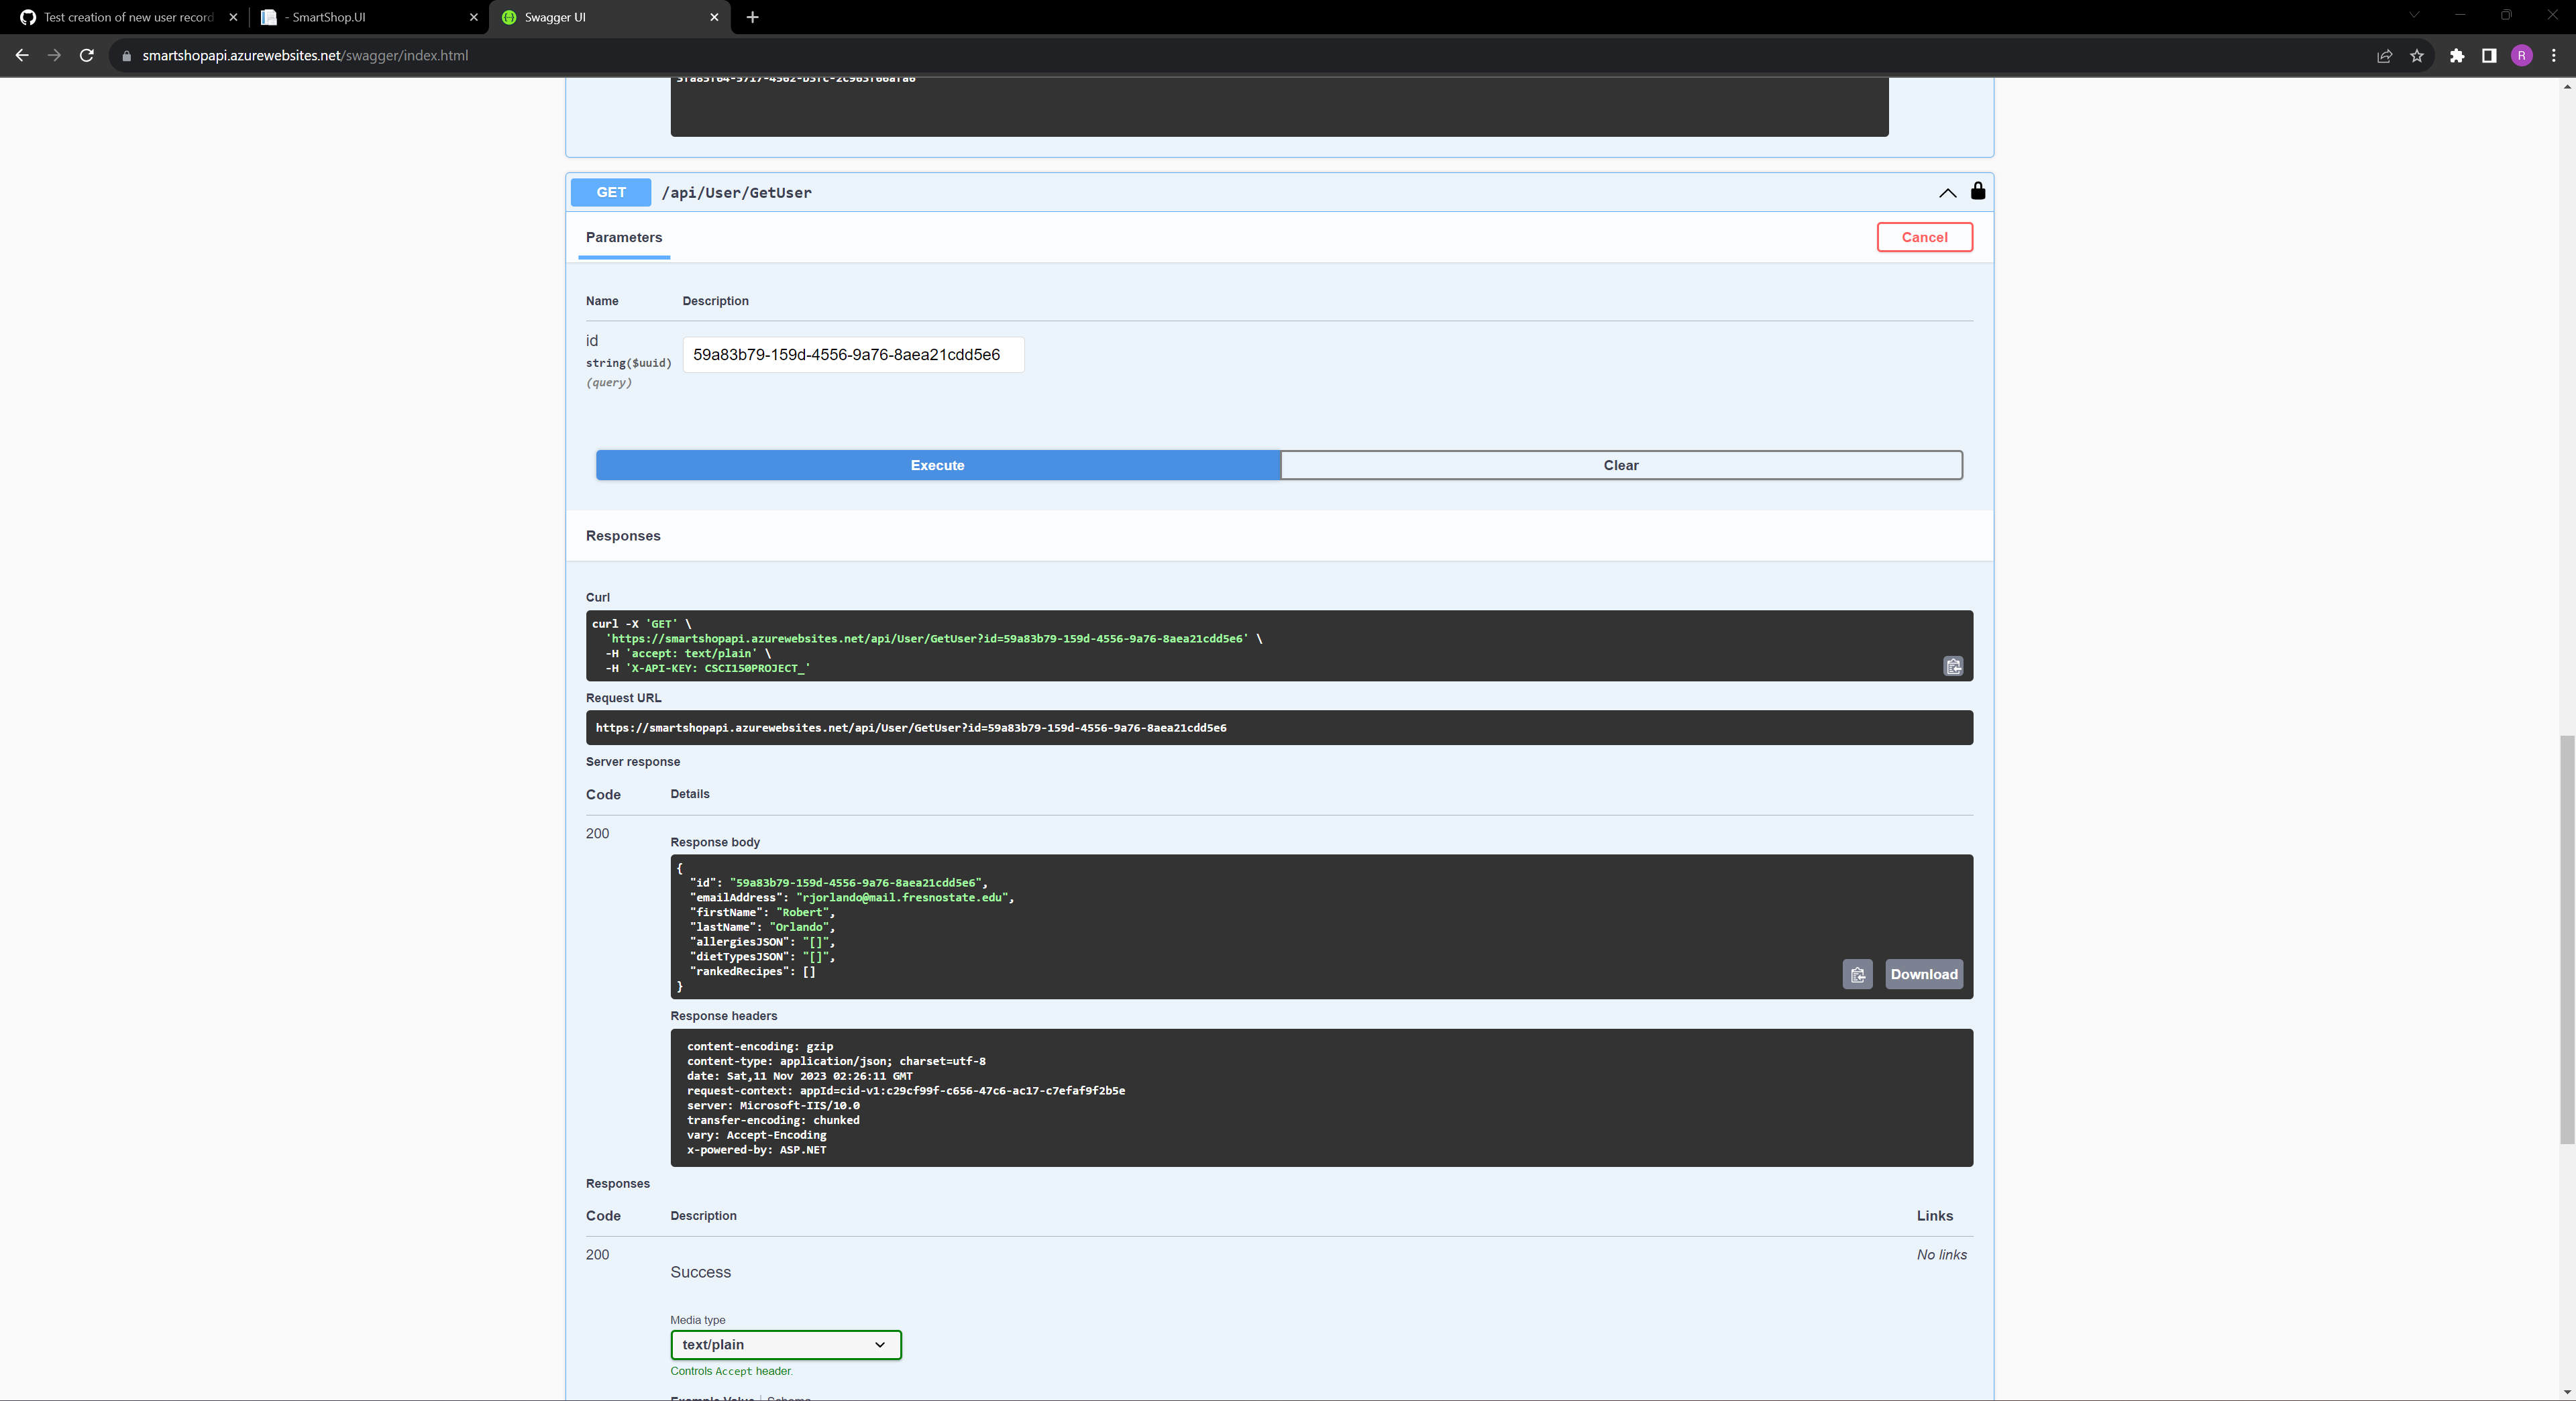 Test creation of new user record
- SmartShop.UI
Swagger UI
smartshopapi.azurewebsites.net/swagger/index.html
R
3fa85f64-5717-4562-b3fc-2c963f66afa6
GET /api/User/GetUser
Parameters
Cancel
Name Description
id
string($uuid)
(query)
59a83b79-159d-4556-9a76-8aea21cdd5e6
Execute
Clear
Responses
Curl
curl -X 'GET' \
'https://smartshopapi.azurewebsites.net/api/User/GetUser?id=59a83b79-159d-4556-9a76-8aea21cdd5e6' \
-H 'accept: text/plain' \
-H 'X-API-KEY: CSCI150PROJECT_'
Request URL
https://smartshopapi.azurewebsites.net/api/User/GetUser?id=59a83b79-159d-4556-9a76-8aea21cdd5e6
Server response
Code Details
200
Response body
{
"id": "59a83b79-159d-4556-9a76-8aea21cdd5e6",
"emailAddress": "rjorlando@mail.fresnostate.edu",
"firstName": "Robert",
"lastName": "Orlando",
"allergiesJSON": "[]",
"dietTypesJSON": "[]",
"rankedRecipes": []
}
Download
Response headers
content-encoding: gzip
content-type: application/json; charset=utf-8
date: Sat,11 Nov 2023 02:26:11 GMT
request-context: appId=cid-v1:c29cf99f-c656-47c6-ac17-c7efaf9f2b5e
server: Microsoft-IIS/10.0
transfer-encoding: chunked
vary: Accept-Encoding
x-powered-by: ASP.NET
Responses
Code Description Links
200 No links
Success
Media type
text/plain
Controls Accept header.
Example Value Schema